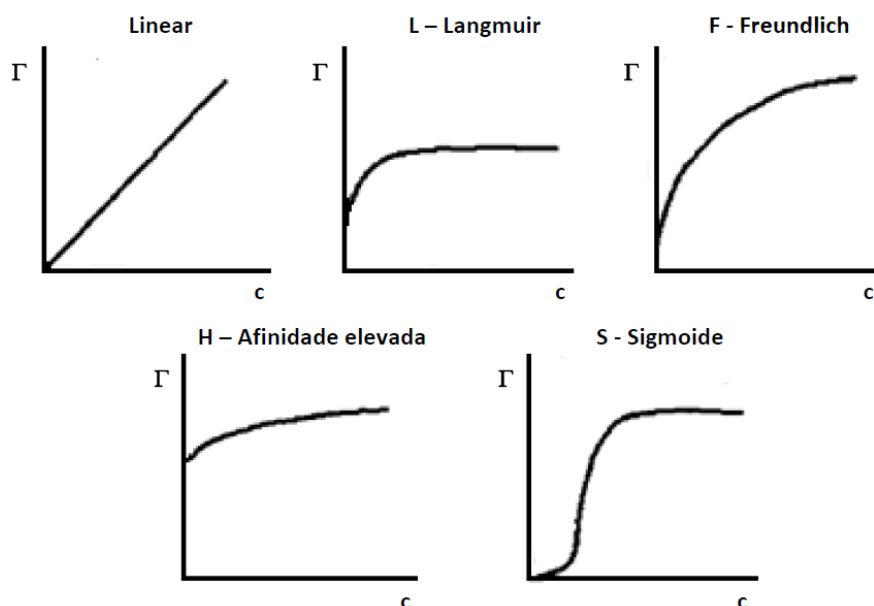 Linear
L – Langmuir
F - Freundlich
Γ
Γ
Γ
c
c
c
H – Afinidade elevada
S - Sigmoide
Γ
Γ
c
c